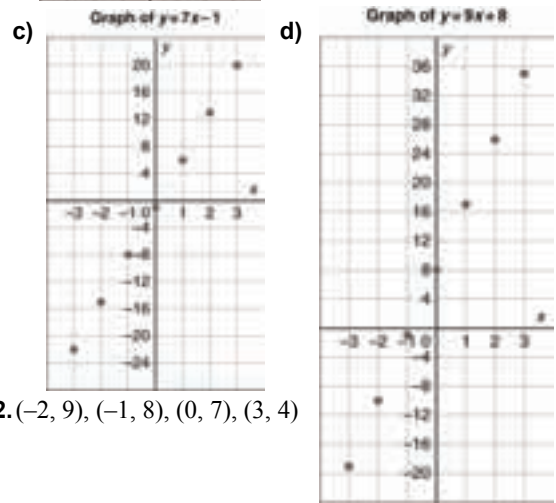 c)
Graph of y=7x–1
y
20
16
12
8
4
x
–3 –2 –1 0 1 2 3
–4
–8
–12
–16
–20
–24
d)
Graph of y=9x+8
y
36
32
28
24
20
16
12
8
4
x
–3 –2 –1 0 1 2 3
–4
–8
–12
–16
–20
2. (–2, 9), (–1, 8), (0, 7), (3, 4)